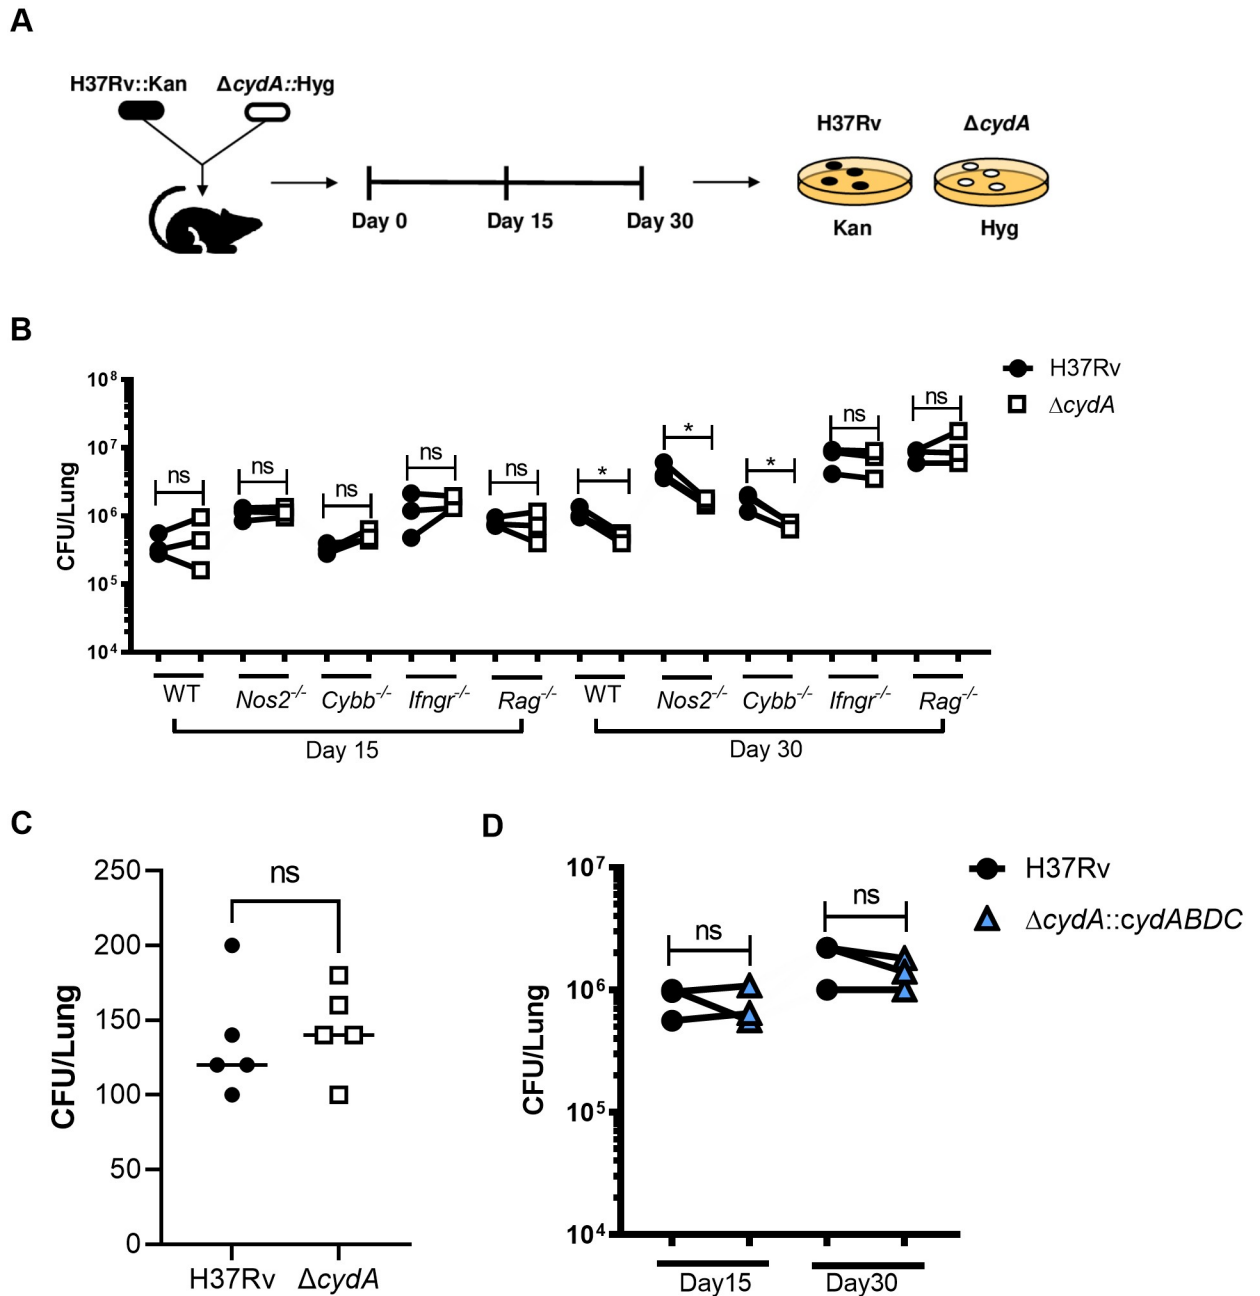 A
H37Rv::Kan ΔcydA::Hyg
H37Rv ΔcydA
Day 0 Day 15 Day 30
Kan Hyg
B
CFU/Lung
10⁸
10⁷
10⁶
10⁵
10⁴
ns ns ns ns ns * * * ns ns
H37Rv
ΔcydA
WT Nos2⁻/⁻ Cybb⁻/⁻ Ifngr⁻/⁻ Rag⁻/⁻ WT Nos2⁻/⁻ Cybb⁻/⁻ Ifngr⁻/⁻ Rag⁻/⁻
Day 15 Day 30
C
CFU/Lung
250
200
150
100
50
0
ns
H37Rv ΔcydA
D
CFU/Lung
10⁷
10⁶
10⁵
10⁴
ns ns
H37Rv
ΔcydA::cydABDC
Day15 Day30